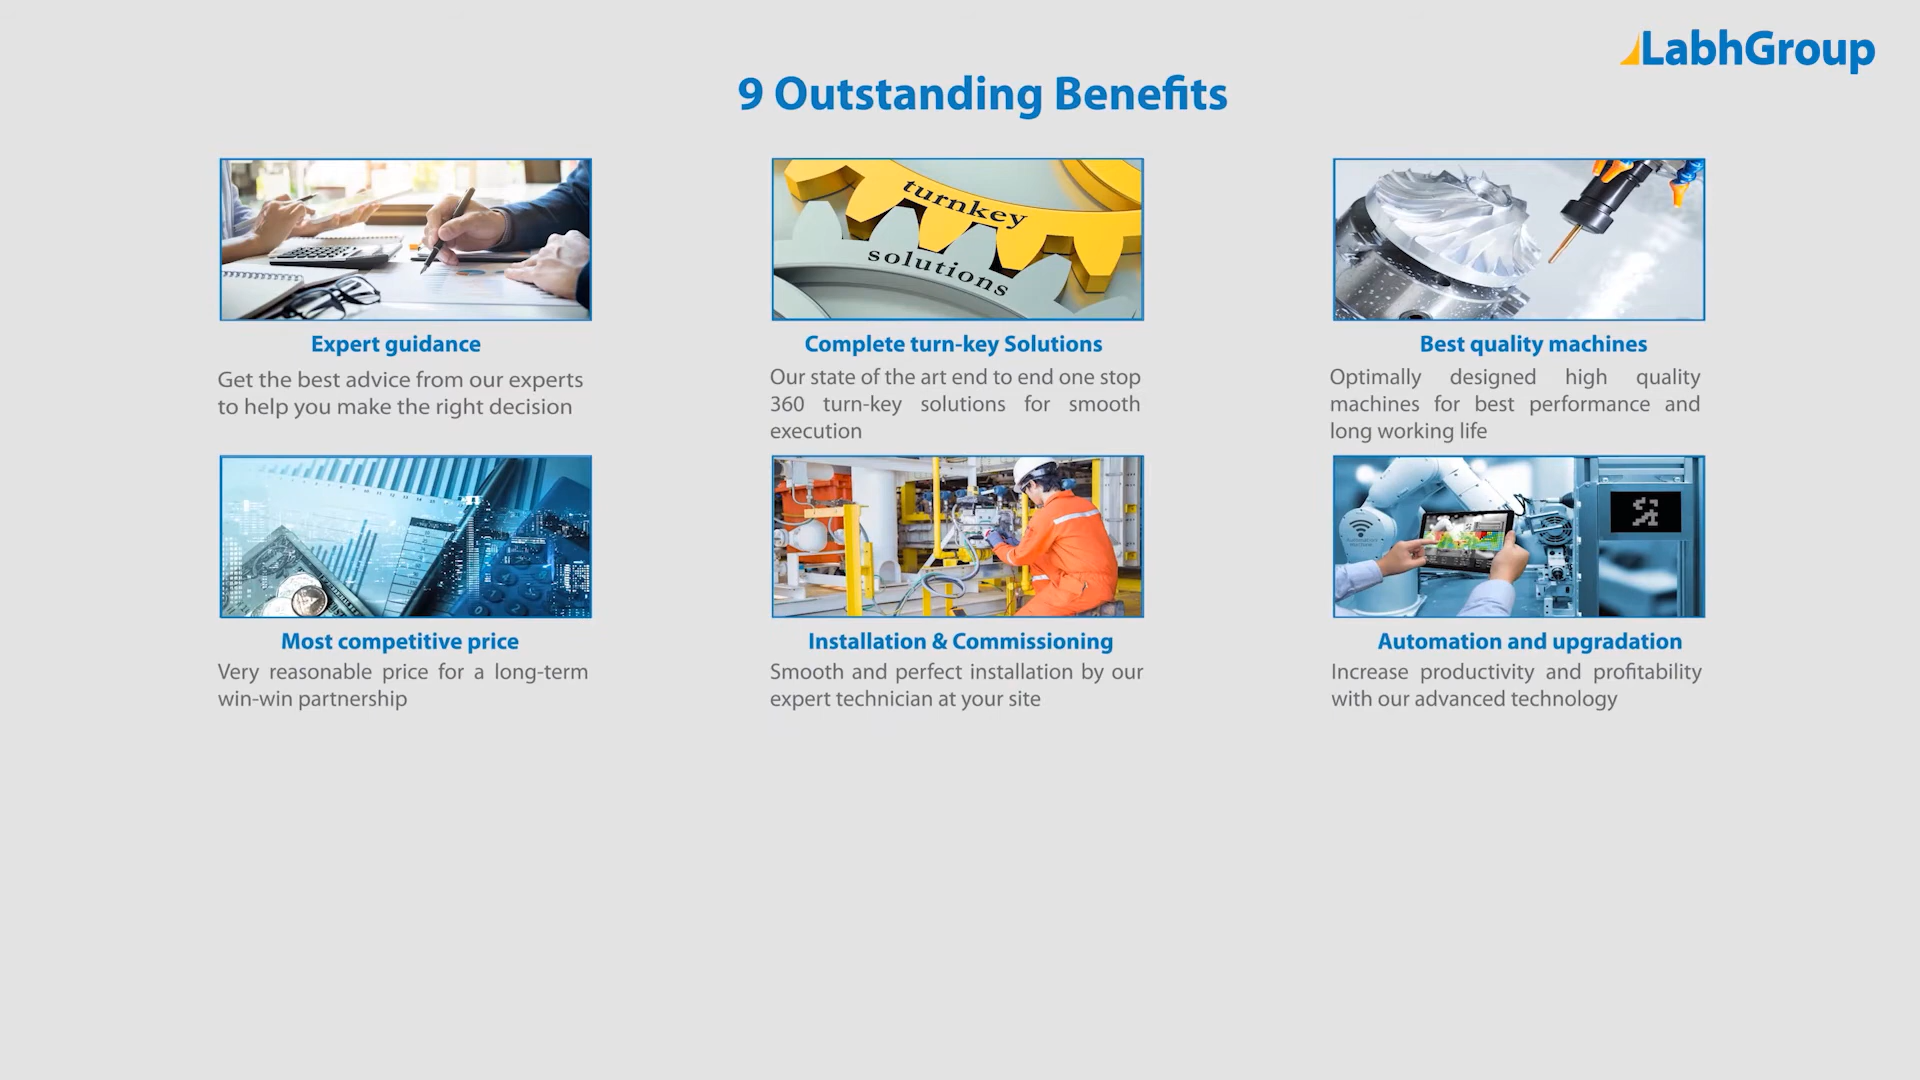 LabhGroup
9 Outstanding Benefits
turnkey
solutions
Expert guidance
Get the best advice from our experts
to help you make the right decision
Complete turn-key Solutions
Our state of the art end to end one stop
360 turn-key solutions for smooth
execution
Best quality machines
Optimally designed high quality
machines for best performance and
long working life
Most competitive price
Very reasonable price for a long-term
win-win partnership
Installation & Commissioning
Smooth and perfect installation by our
expert technician at your site
Automation and upgradation
Increase productivity and profitability
with our advanced technology